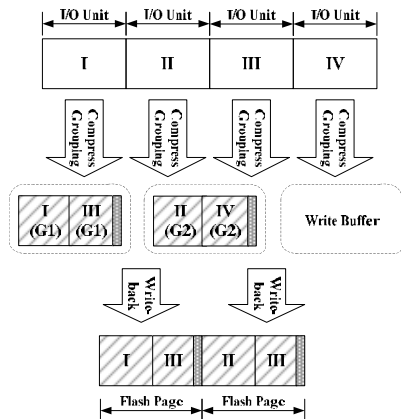 I/O Unit I/O Unit I/O Unit I/O Unit
I II III IV
Compress Grouping Compress Grouping Compress Grouping Compress Grouping
I (G1) III (G1) II (G2) IV (G2) Write Buffer
Write-back Write-back
I III II III
Flash Page Flash Page